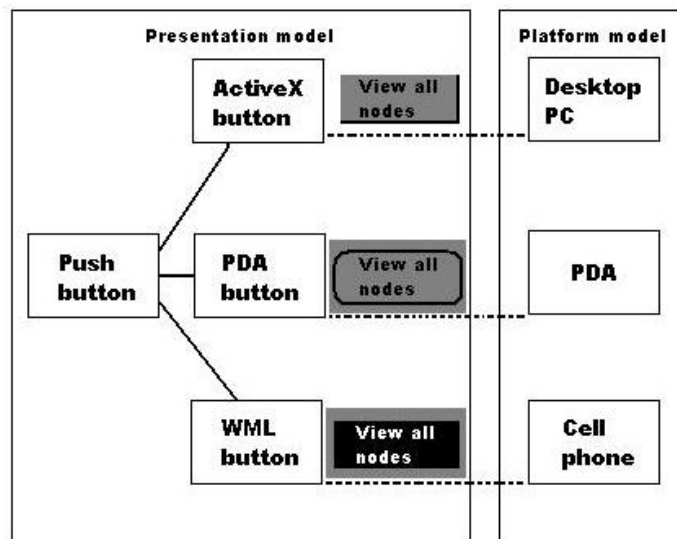 Presentation model
Platform model
ActiveX
button
View all
nodes
Desktop
PC
Push
button
PDA
button
View all
nodes
PDA
WML
button
View all
nodes
Cell
phone